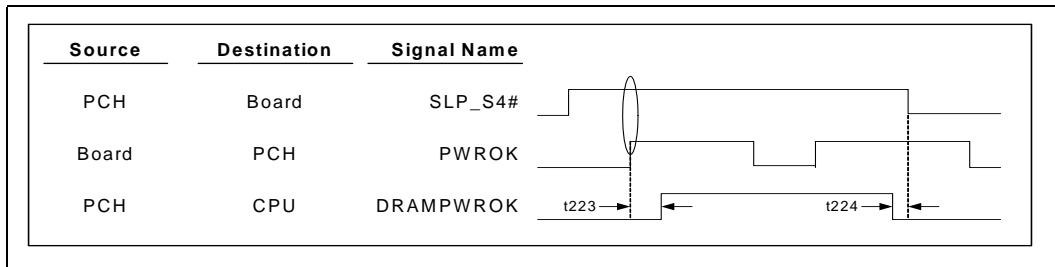 Source Destination Signal Name
PCH Board SLP_S4#
Board PCH PWROK
PCH CPU DRAMPWROK t223 t224